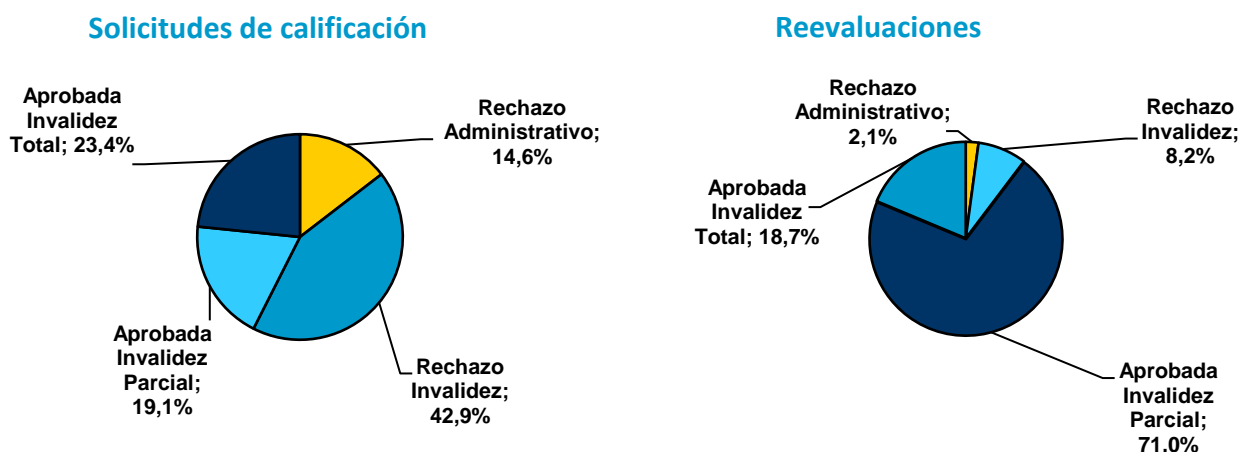 Solicitudes de calificación
Aprobada
Invalidez
Total; 23,4%
Rechazo
Administrativo;
14,6%
Aprobada
Invalidez
Parcial;
19,1%
Rechazo
Invalidez;
42,9%
Reevaluaciones
Rechazo
Administrativo;
2,1%
Rechazo
Invalidez;
8,2%
Aprobada
Invalidez
Total; 18,7%
Aprobada
Invalidez
Parcial;
71,0%